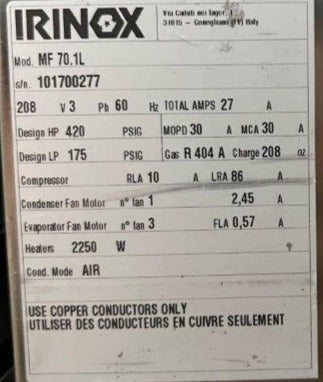 IRINOX
Via Caduti nei lager, 1
31015 - Conegliano (TV) Italy
Mod. MF 70.1L
s/n. 101700277
208 V 3 Ph 60 Hz TOTAL AMPS 27 A
Design HP 420 PSIG MOPD 30 A MCA 30 A
Design LP 175 PSIG Gas R 404 A Charge 208 oz
Compressor RLA 10 A LRA 86 A
Condenser Fan Motor n° fan 1 2,45 A
Evaporator Fan Motor n° fan 3 FLA 0,57 A
Heaters 2250 W
Cond. Mode AIR
USE COPPER CONDUCTORS ONLY
UTILISER DES CONDUCTEURS EN CUIVRE SEULEMENT